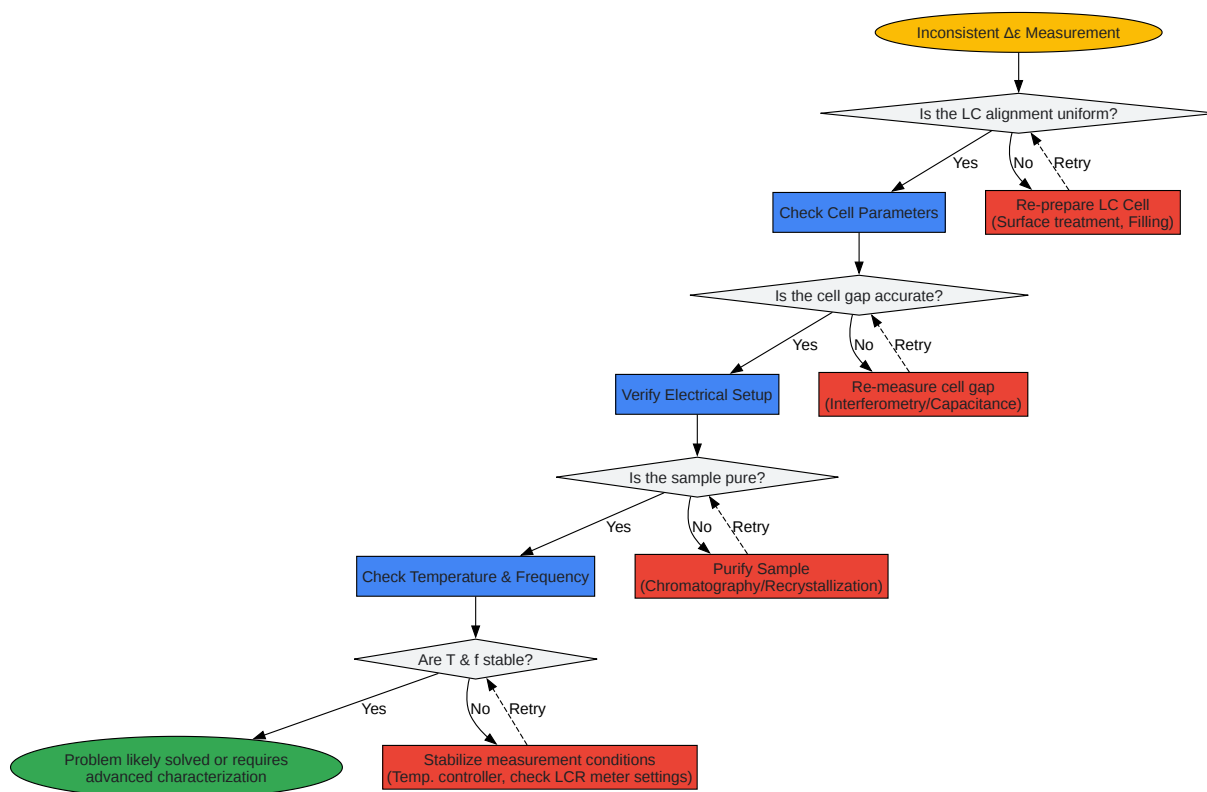 Inconsistent Δε Measurement
Is the LC alignment uniform?
Yes
No
Retry
Check Cell Parameters
Re-prepare LC Cell
(Surface treatment, Filling)
Is the cell gap accurate?
Yes
No
Retry
Verify Electrical Setup
Re-measure cell gap
(Interferometry/Capacitance)
Is the sample pure?
Yes
No
Retry
Check Temperature & Frequency
Purify Sample
(Chromatography/Recrystallization)
Are T & f stable?
Yes
No
Retry
Problem likely solved or requires
advanced characterization
Stabilize measurement conditions
(Temp. controller, check LCR meter settings)